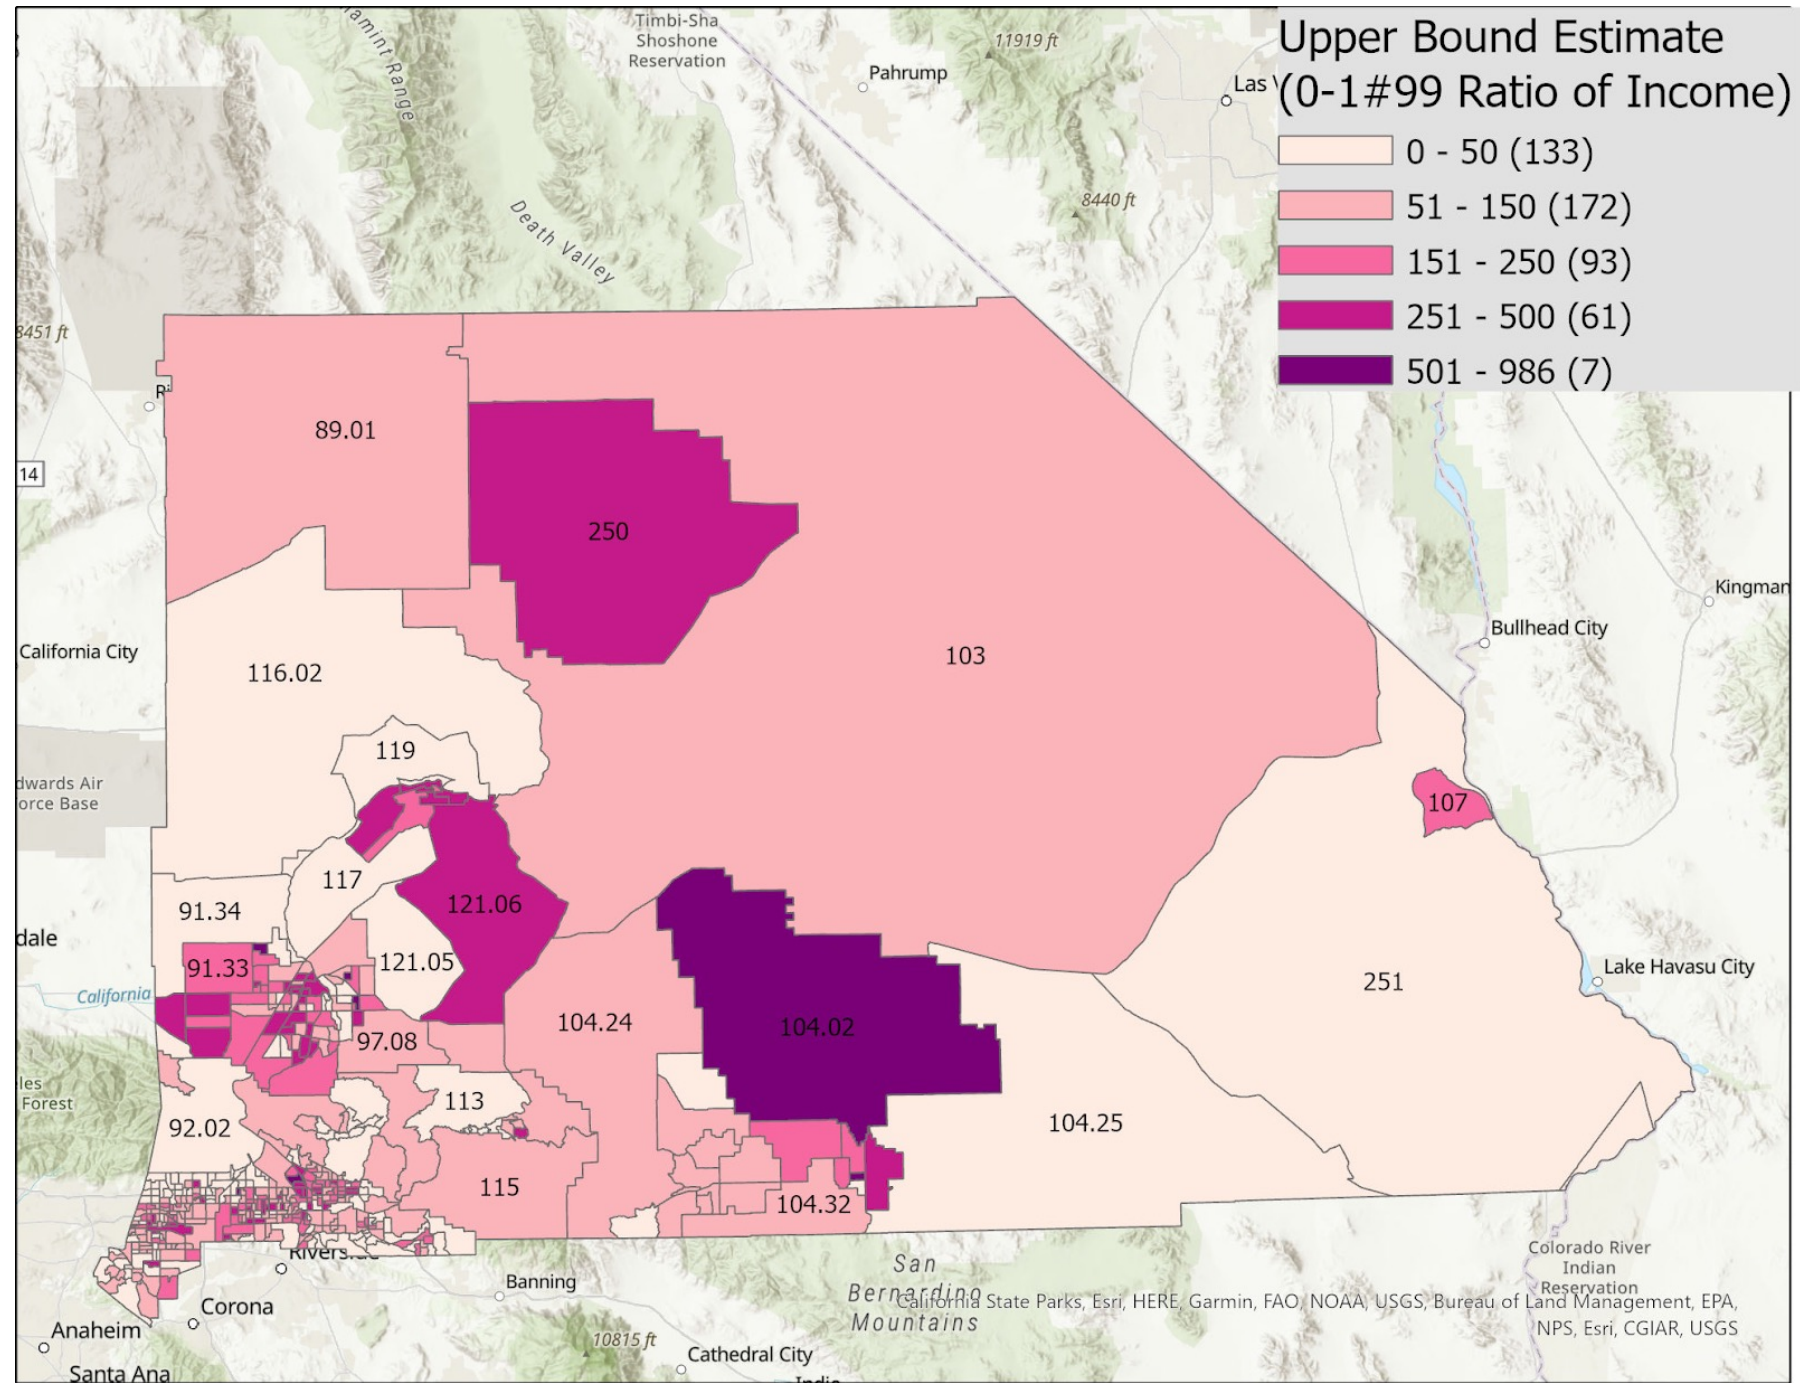 Upper Bound Estimate
(0-1#99 Ratio of Income)
0 - 50 (133)
51 - 150 (172)
151 - 250 (93)
251 - 500 (61)
501 - 986 (7)
Timbi-Sha
Shoshone
Reservation
11919 ft
Pahrump
Las
8440 ft
Death Valley
Range
8451 ft
14
89.01
250
103
Kingman
Bullhead City
California City
116.02
119
107
117
91.34
121.06
dale
91.33
121.05
251
Lake Havasu City
California
104.24
104.02
97.08
Forest
113
92.02
104.25
115
104.32
Riverside
San
Bernardino
Mountains
Banning
Colorado River
Indian
Reservation
California State Parks, Esri, HERE, Garmin, FAO, NOAA, USGS, Bureau of Land Management, EPA,
NPS, Esri, CGIAR, USGS
Corona
Anaheim
10815 ft
Cathedral City
Santa Ana